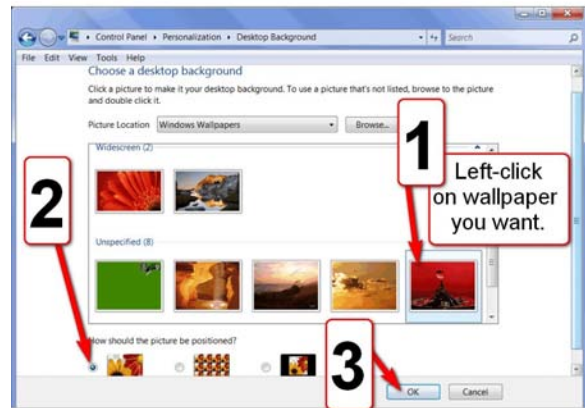 Control Panel ▸ Personalization ▸ Desktop Background
Search
File Edit View Tools Help
Choose a desktop background
Click a picture to make it your desktop background. To use a picture that's not listed, browse to the picture
and double click it.
Picture Location Windows Wallpapers Browse...
1
Widescreen (2)
Left-click
on wallpaper
you want.
2
Unspecified (8)
How should the picture be positioned?
3
OK Cancel